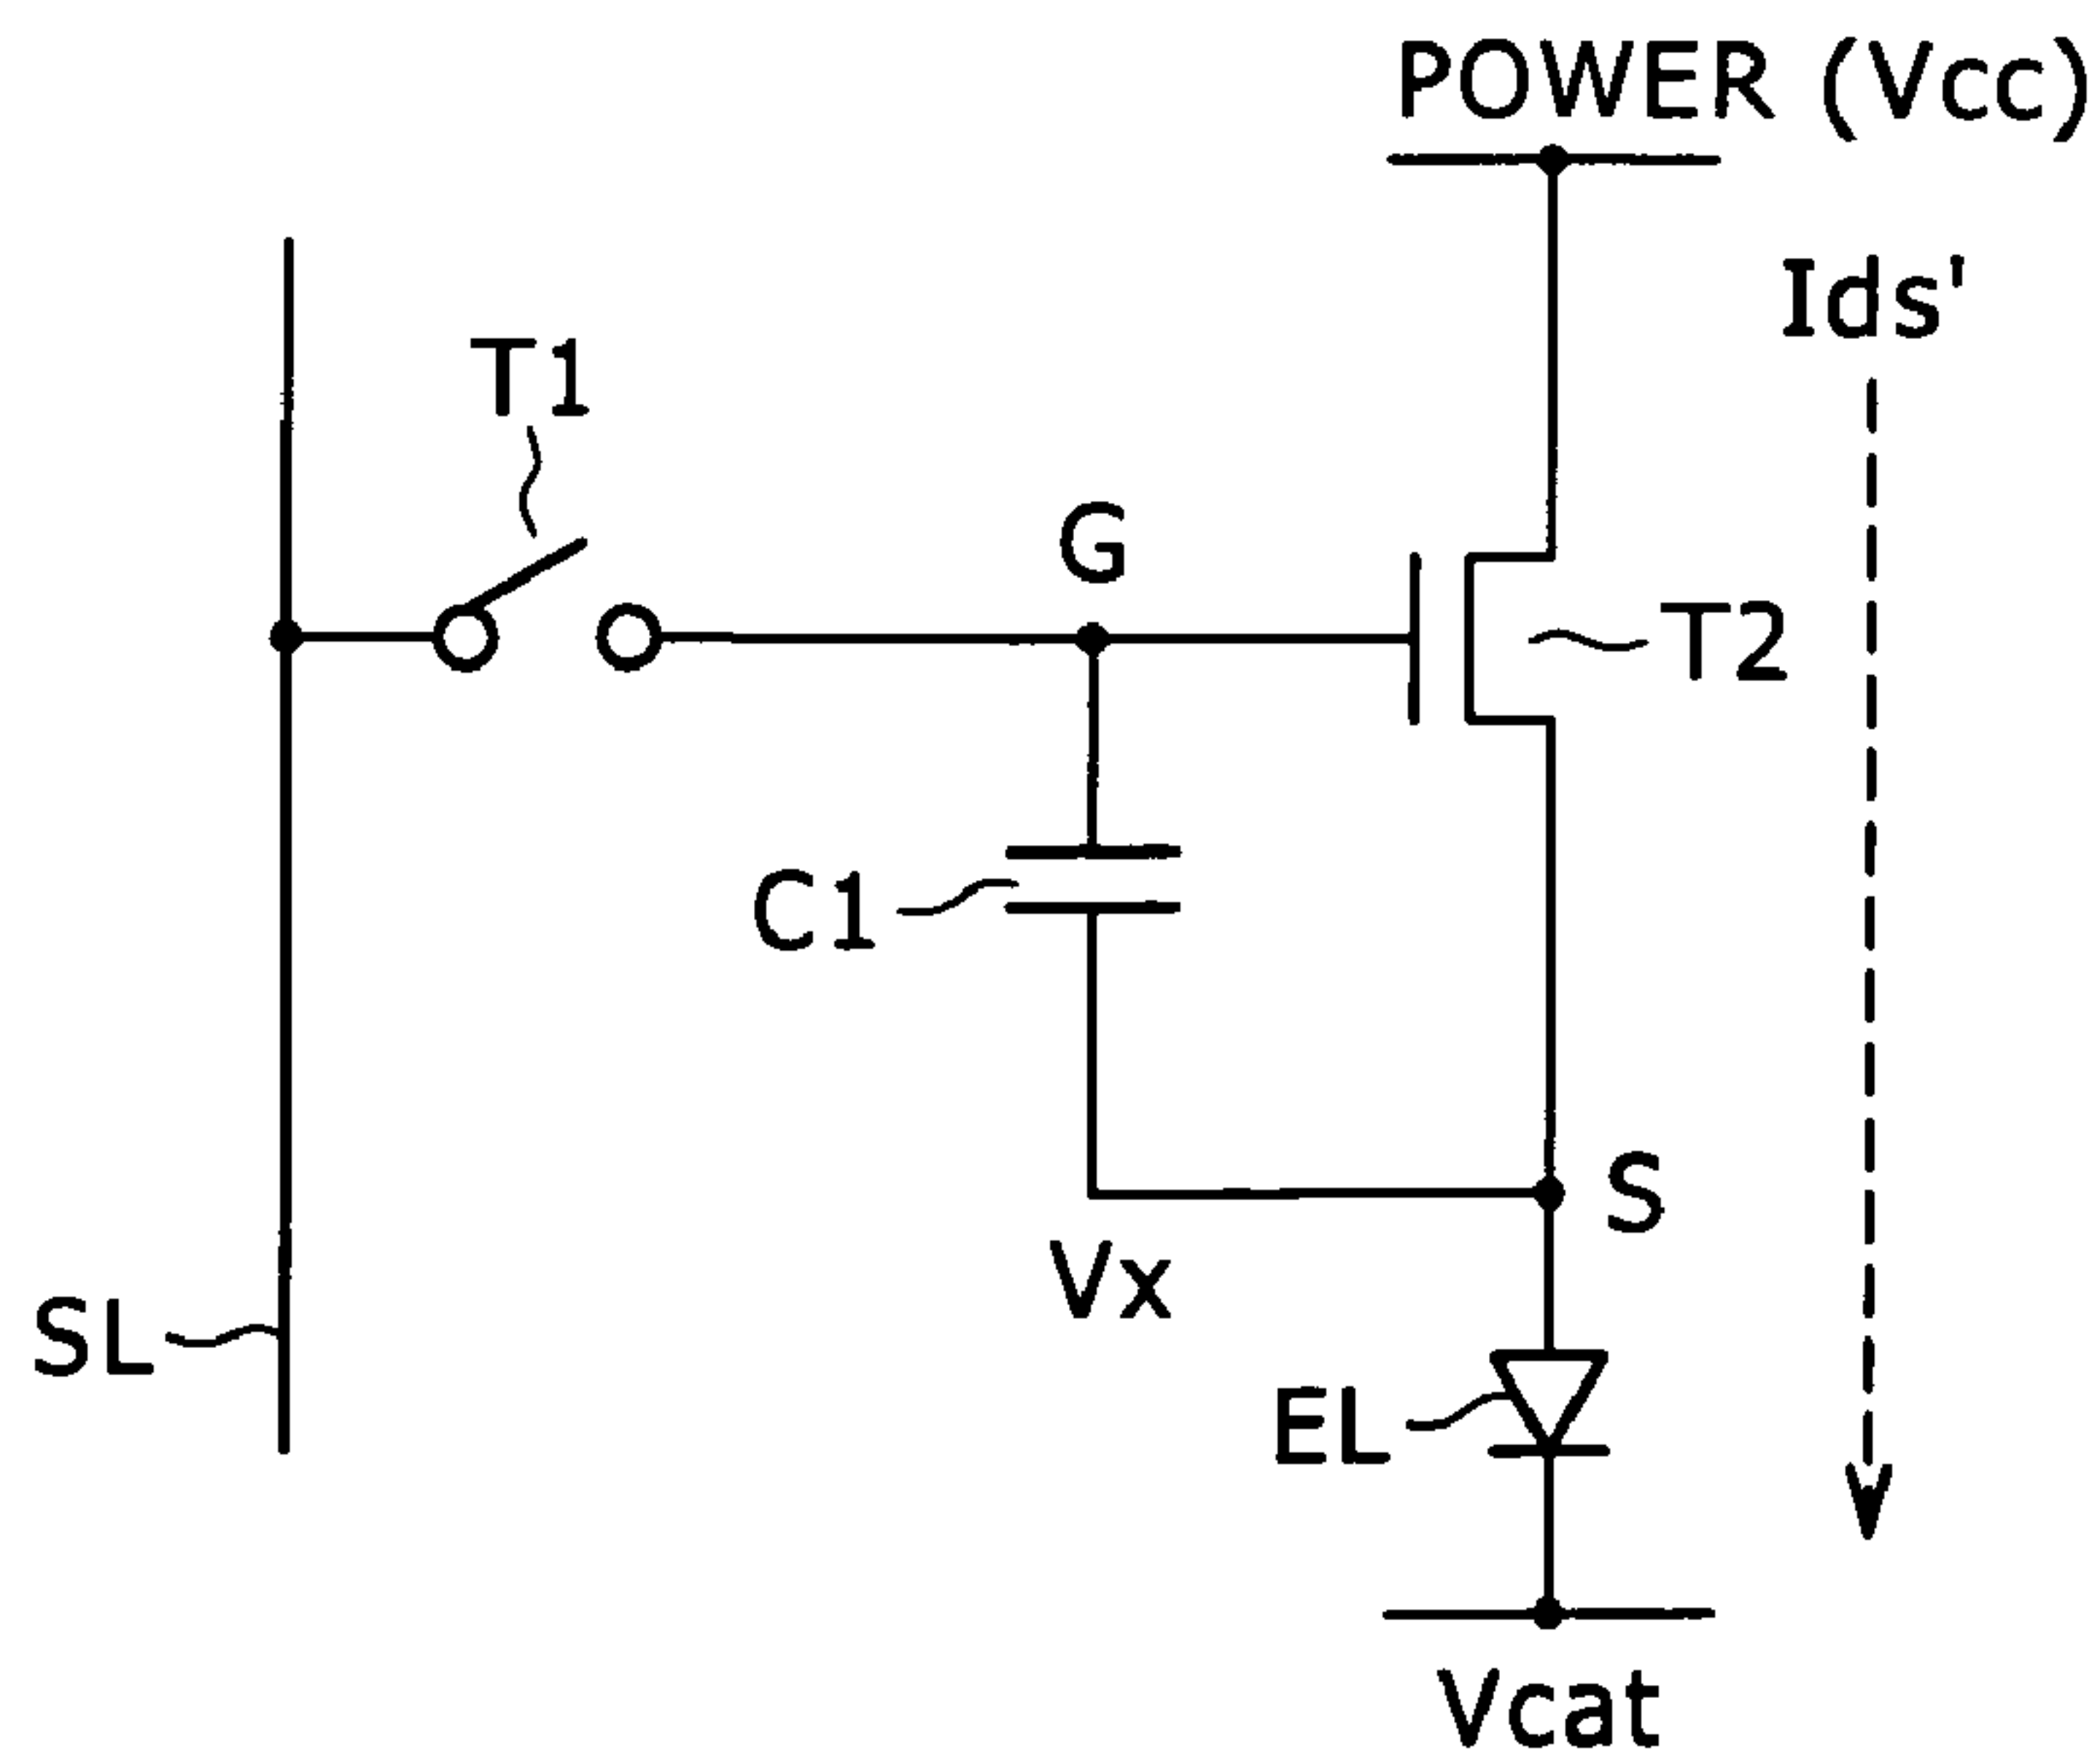 POWER (Vcc)
Ids'
T1
G
T2
C1
S
Vx
SL
EL
Vcat